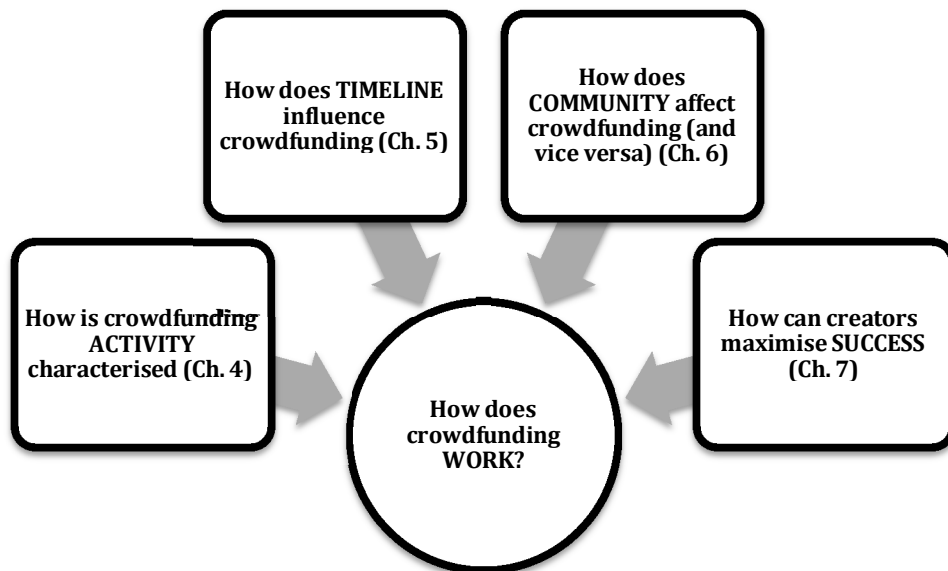 How does TIMELINE
influence
crowdfunding (Ch. 5)
How does
COMMUNITY affect
crowdfunding (and
vice versa) (Ch. 6)
How is crowdfunding
ACTIVITY
characterised (Ch. 4)
How can creators
maximise SUCCESS
(Ch. 7)
How does
crowdfunding
WORK?